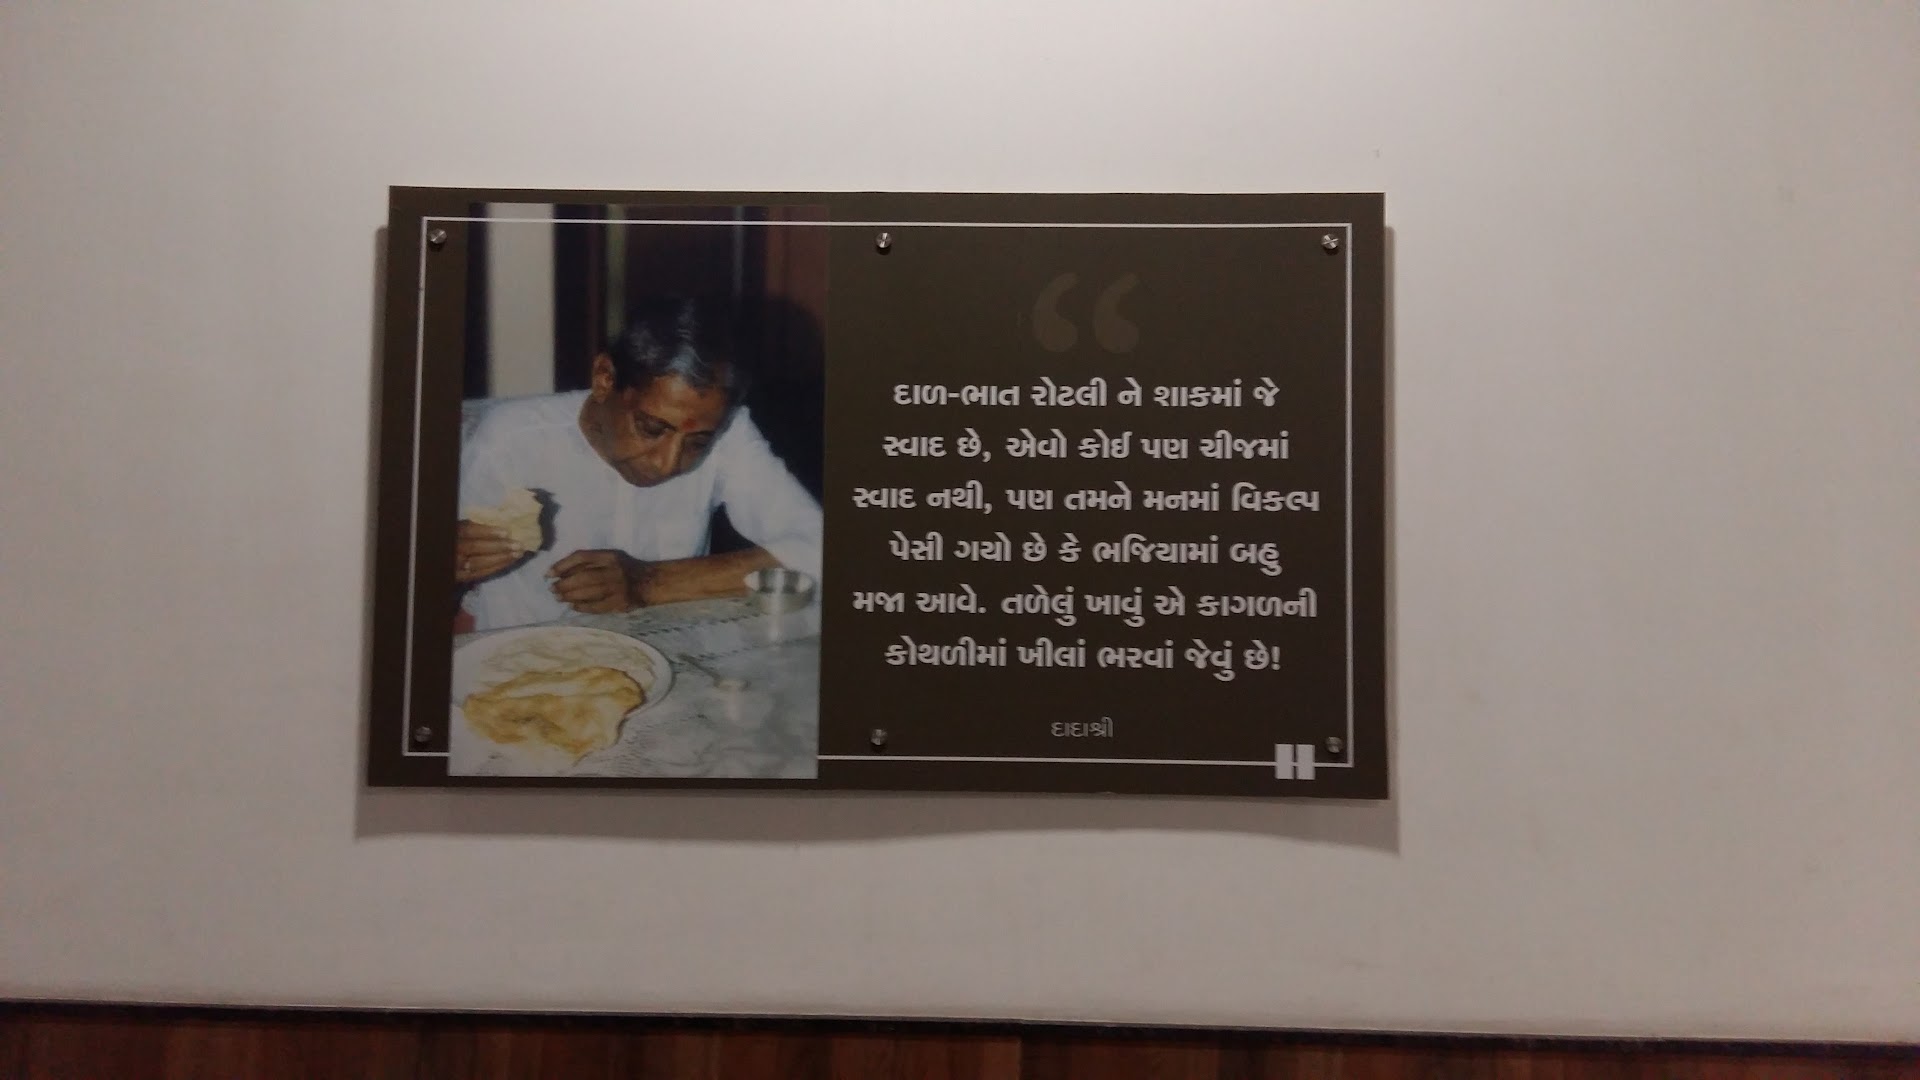 દાળ-ભાત રોટલી ને શાકમાં જે
સ્વાદ છે, એવો કોઈ પણ ચીજમાં
સ્વાદ નથી, પણ તમને મનમાં વિકલ્પ
પેસી ગયો છે કે ભજિયામાં બહુ
મજા આવે. તળેલું ખાવું એ કાગળની
કોથળીમાં ખીલાં ભરવાં જેવું છે!
દાદાશ્રી